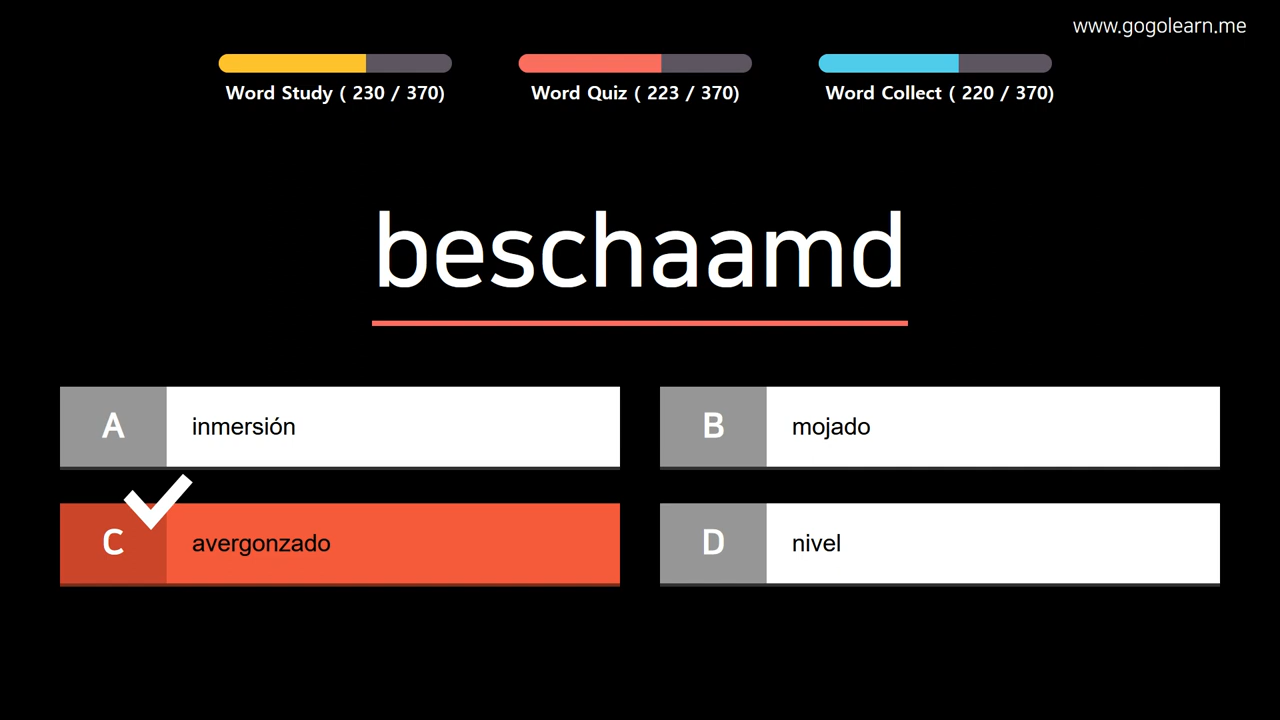 www.gogolearn.me
Word Study ( 230 / 370)
Word Quiz ( 223 / 370)
Word Collect ( 220 / 370)
beschaamd
A inmersión
B mojado
C avergonzado
D nivel